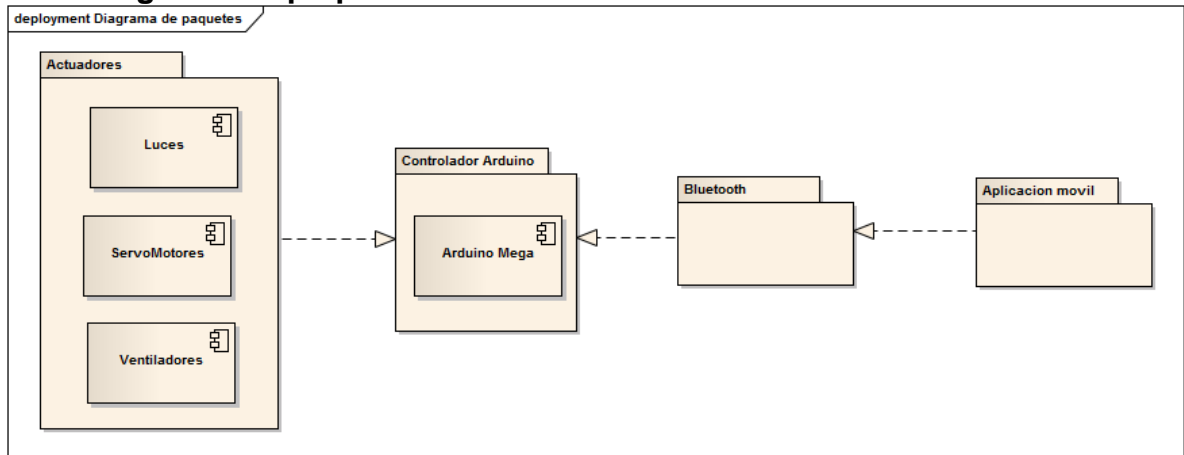 deployment Diagrama de paquetes
Actuadores
Luces
ServoMotores
Ventiladores
Controlador Arduino
Arduino Mega
Bluetooth
Aplicacion movil